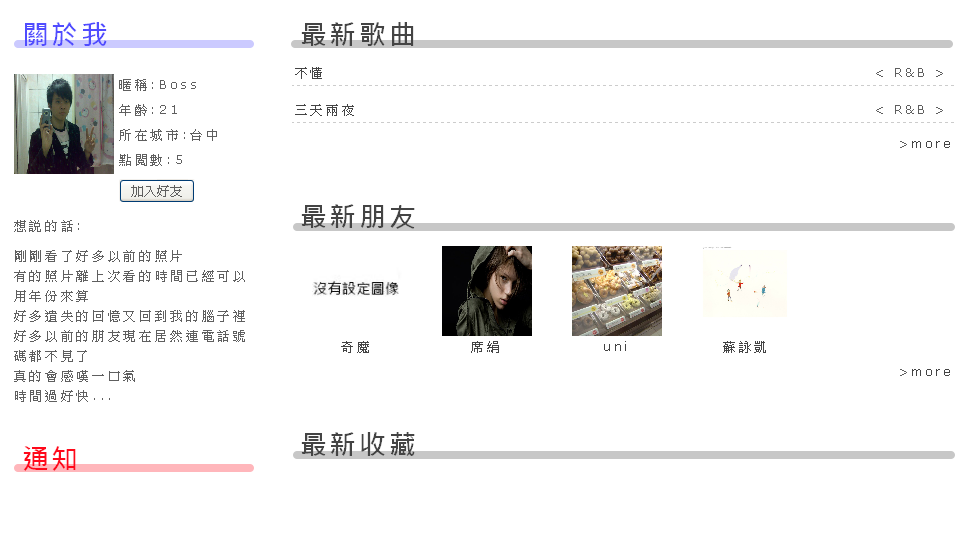 關於我
暱稱:Boss
年齡:21
所在城市:台中
點閱數:5
加入好友
想説的話:
剛剛看了好多以前的照片
有的照片離上次看的時間已經可以
用年份來算
好多遺失的回憶又回到我的腦子裡
好多以前的朋友現在居然連電話號
碼都不見了
真的會感嘆一口氣
時間過好快...
通知
最新歌曲
不懂 < R&B >
三天兩夜 < R&B >
>more
最新朋友
沒有設定圖像
奇魔 席絹 uni 蘇詠凱
>more
最新收藏